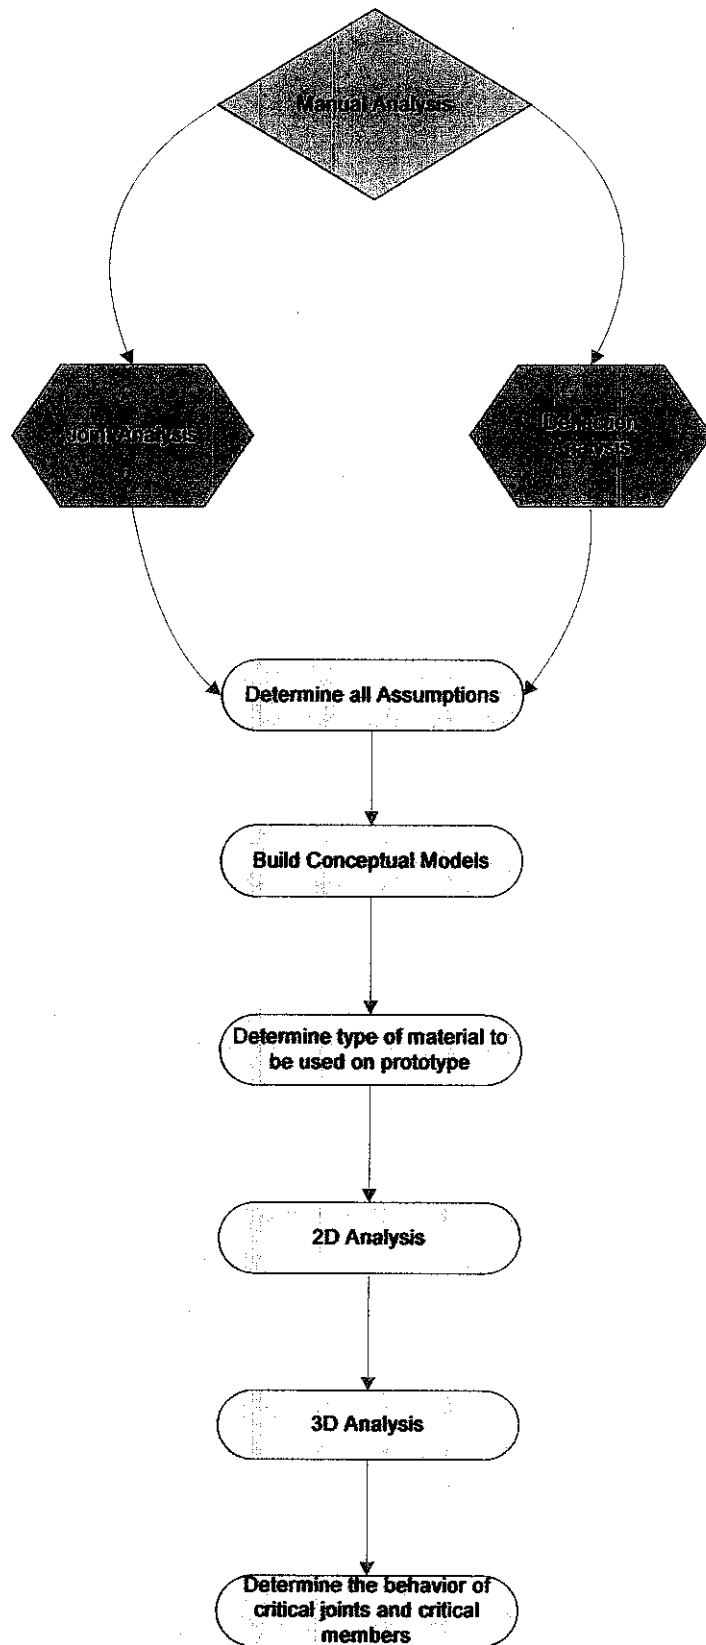 Manual Analysis
Joint Analysis
Analysis
Determine all Assumptions
Build Conceptual Models
Determine type of material to
be used on prototype
2D Analysis
3D Analysis
Determine the behavior of
critical joints and critical
members